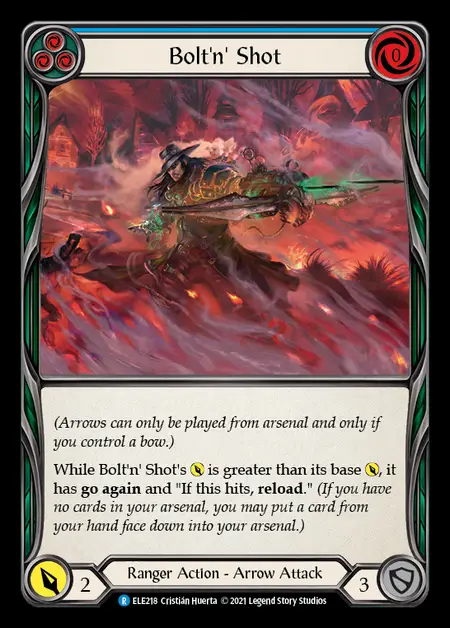 Bolt'n' Shot
0
(Arrows can only be played from arsenal and only if
you control a bow.)
While Bolt'n' Shot's is greater than its base , it
has go again and "If this hits, reload." (If you have
no cards in your arsenal, you may put a card from
your hand face down into your arsenal.)
2
Ranger Action - Arrow Attack
3
R ELE218 Cristián Huerta © 2021 Legend Story Studios